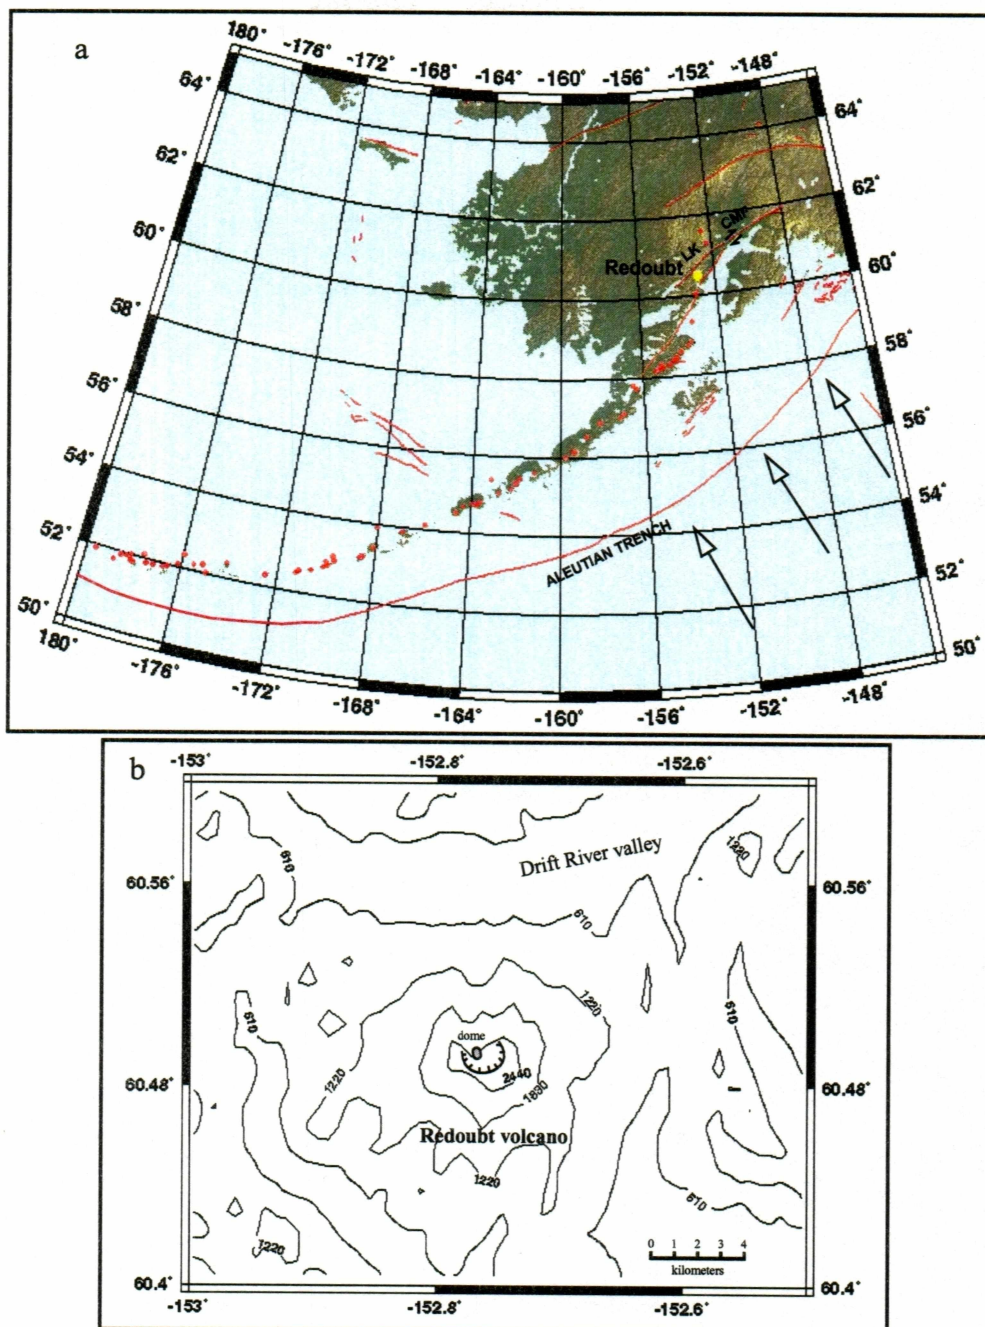 a
180° -176° -172° -168° -164° -160° -156° -152° -148°
64° 64°
62° 62°
60° 60°
58° 58°
56° 56°
54° 54°
52° 52°
50° 50°
CMF
LK
Redoubt
ALEUTIAN TRENCH
180° -176° -172° -168° -164° -160° -156° -152° -148°
b
-153° -152.8° -152.6°
Drift River valley
610
1220
60.56° 60.56°
610
1220
610
610
dome
2440
60.48° 60.48°
1220
1830
Redoubt volcano
1220
610
1220
0 1 2 3 4
kilometers
60.4° 60.4°
-153° -152.8° -152.6°